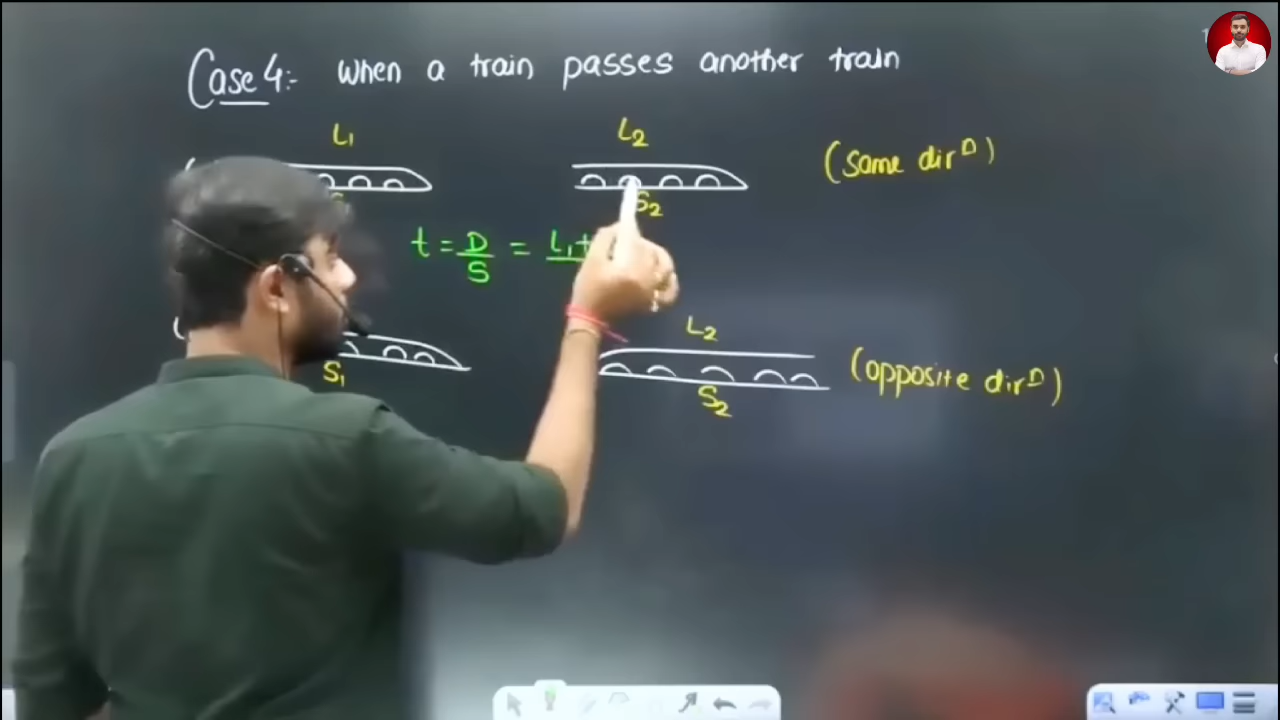 Case 4:- When a train passes another train
L1 L2
(same dirⁿ)
S2
t = D/S = L1+
L2
(opposite dirⁿ)
S1 S2